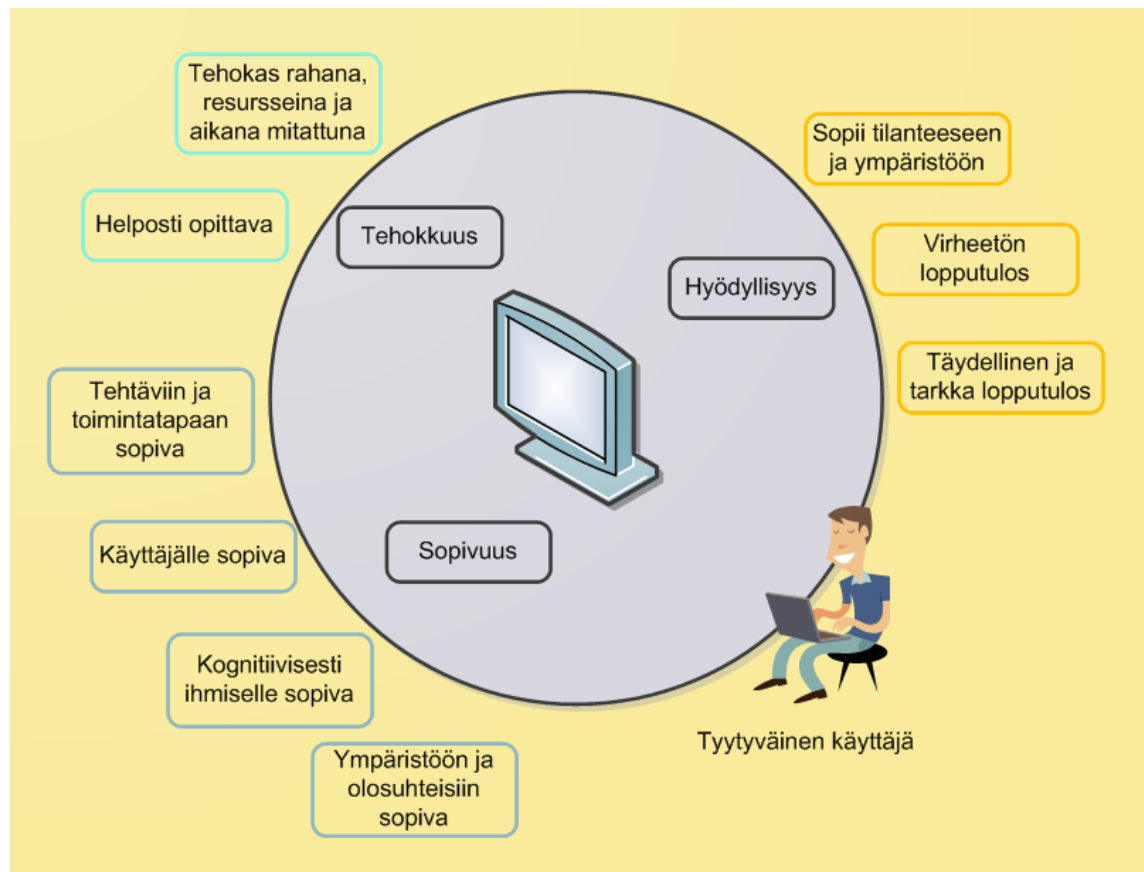 Tehokas rahana,
resursseina ja
aikana mitattuna
Helposti opittava
Tehokkuus
Sopii tilanteeseen
ja ympäristöön
Virheetön
lopputulos
Hyödyllisyys
Täydellinen ja
tarkka lopputulos
Tehtäviin ja
toimintatapaan
sopiva
Käyttäjälle sopiva
Sopivuus
Kognitiivisesti
ihmiselle sopiva
Ympäristöön ja
olosuhteisiin
sopiva
Tyytyväinen käyttäjä